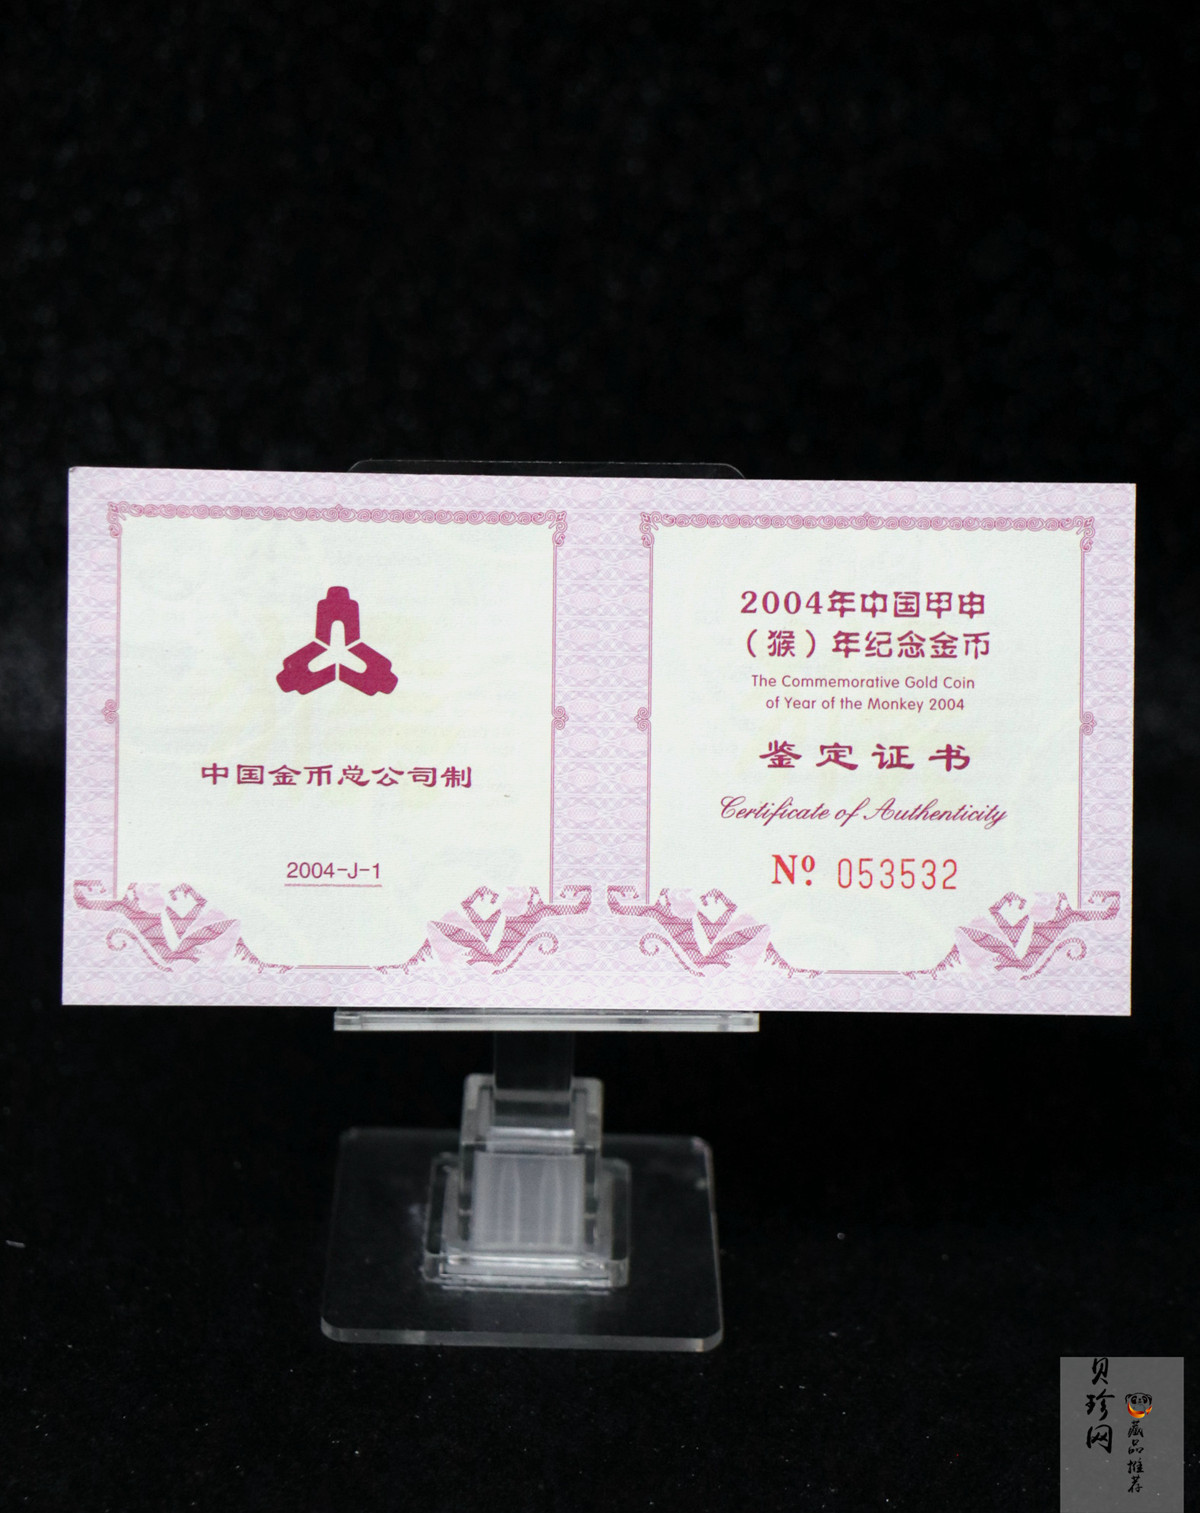 中国金币总公司制
2004-J-1
2004年中国甲申
（猴）年纪念金币
The Commemorative Gold Coin
of Year of the Monkey 2004
鉴定证书
Certificate of Authenticity
Nº 053532
贝珍网
藏品推荐